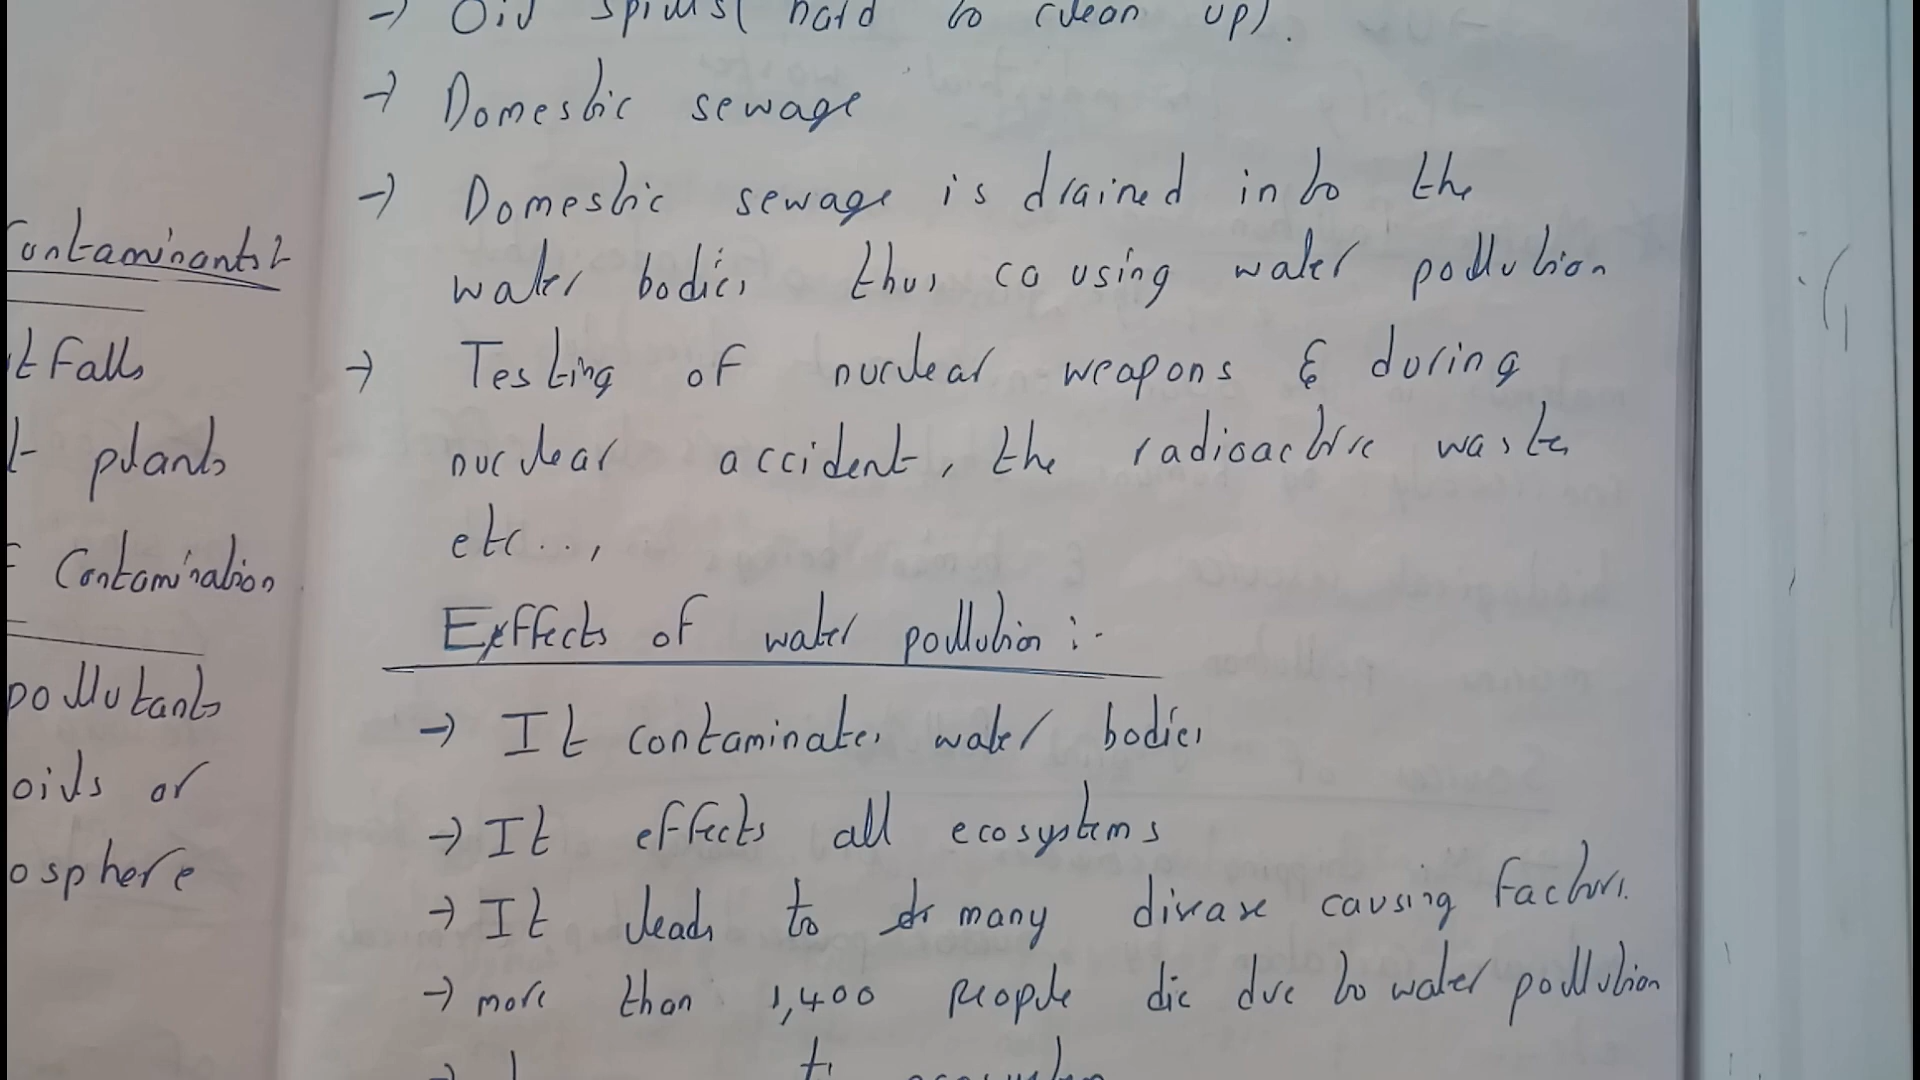 contaminants
t Falls
t plants
F Contamination
pollutants
oils or
osphere
→ Oil spills( hard to clean up).
→ Domestic sewage
→ Domestic sewage is drained into the
water bodies thus causing water pollution
→ Testing of nuclear weapons & during
nuclear accident, the radioactive waste
etc..,
Exffects of water pollution :-
→ It contaminates water bodies
→ It effects all ecosystems
→ It leads to many disease causing factors.
→ more than 1,400 people die due to water pollution